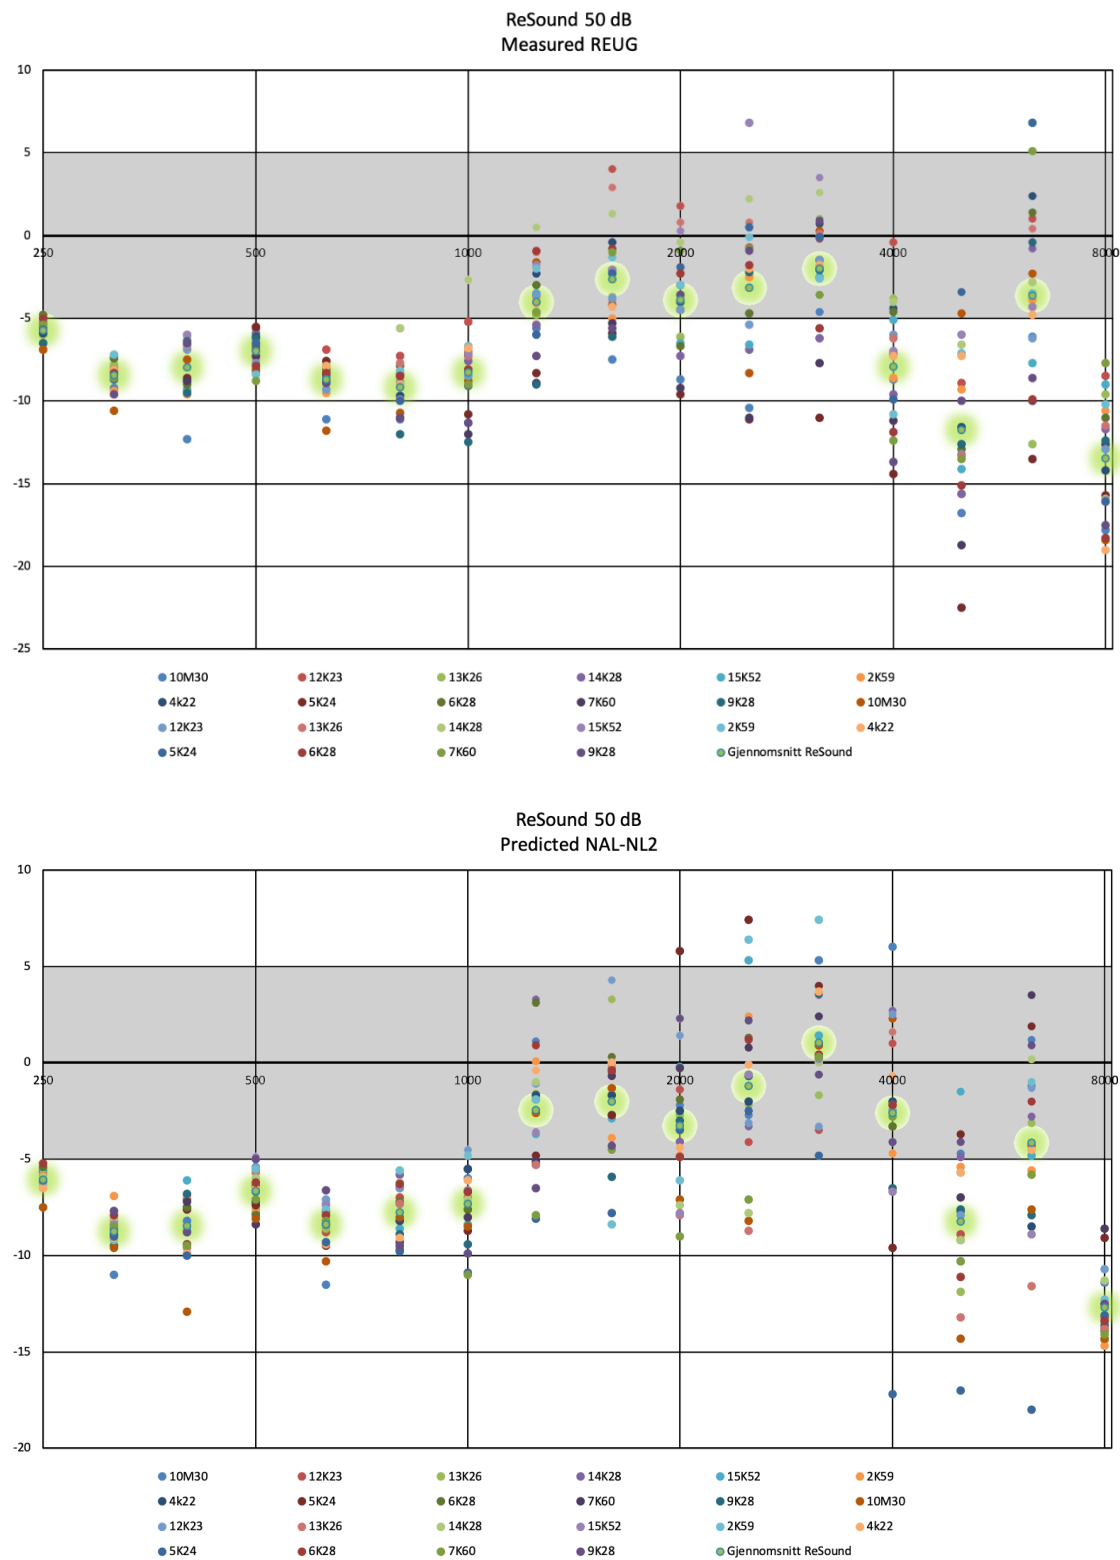 ReSound 50 dB
Measured REUG
10
5
0
250 500 1000 2000 4000 8000
-5
-10
-15
-20
-25
10M30 12K23 13K26 14K28 15K52 2K59
4k22 5K24 6K28 7K60 9K28 10M30
12K23 13K26 14K28 15K52 2K59 4k22
5K24 6K28 7K60 9K28 Gjennomsnitt ReSound
ReSound 50 dB
Predicted NAL-NL2
10
5
0
250 500 1000 2000 4000 8000
-5
-10
-15
-20
10M30 12K23 13K26 14K28 15K52 2K59
4k22 5K24 6K28 7K60 9K28 10M30
12K23 13K26 14K28 15K52 2K59 4k22
5K24 6K28 7K60 9K28 Gjennomsnitt ReSound